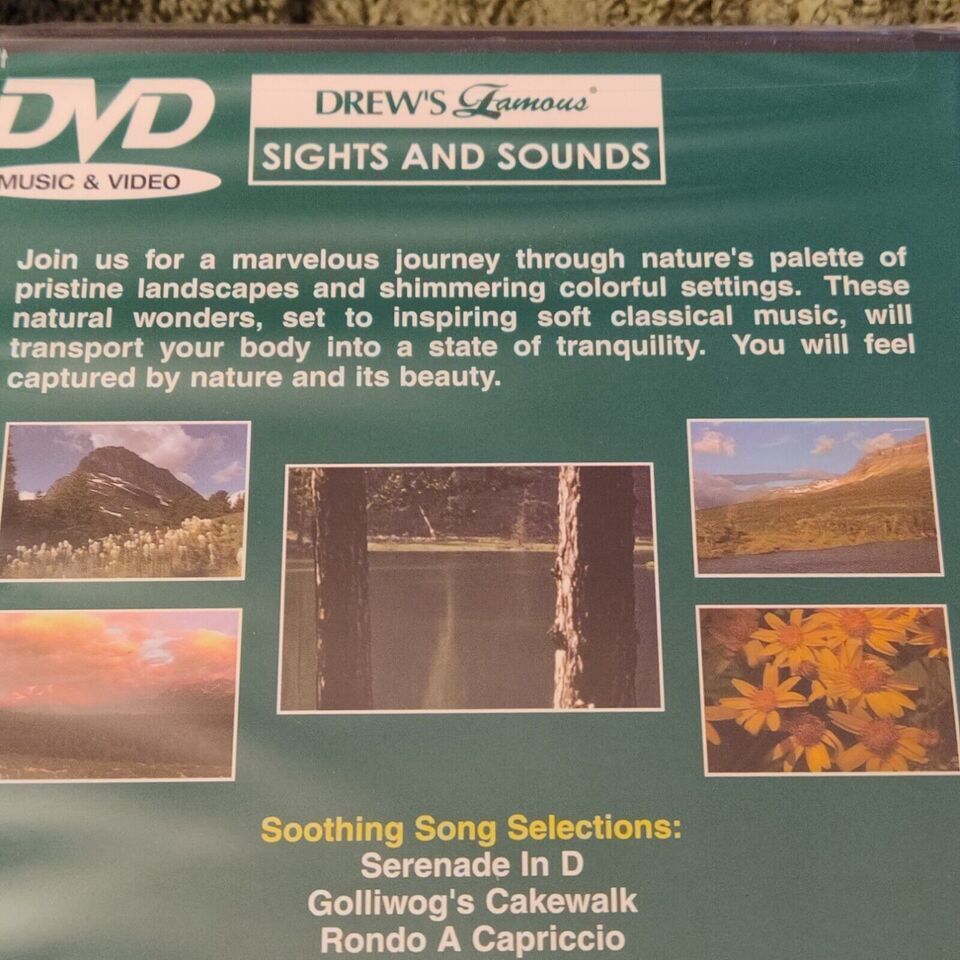 DVD
MUSIC & VIDEO
DREW'S Famous®
SIGHTS AND SOUNDS
Join us for a marvelous journey through nature's palette of
pristine landscapes and shimmering colorful settings. These
natural wonders, set to inspiring soft classical music, will
transport your body into a state of tranquility. You will feel
captured by nature and its beauty.
Soothing Song Selections:
Serenade In D
Golliwog's Cakewalk
Rondo A Capriccio